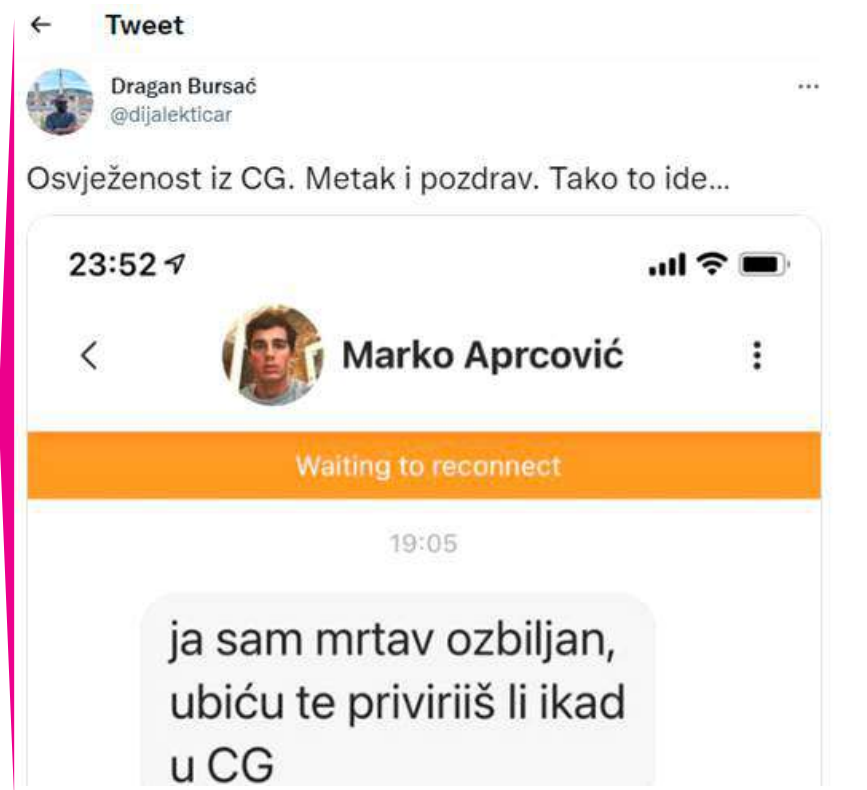 Tweet
Dragan Bursać
@dijalekticar
Osvježenost iz CG. Metak i pozdrav. Tako to ide...
23:52
Marko Aprcović
Waiting to reconnect
19:05
ja sam mrtav ozbiljan,
ubiću te priviriiš li ikad
u CG